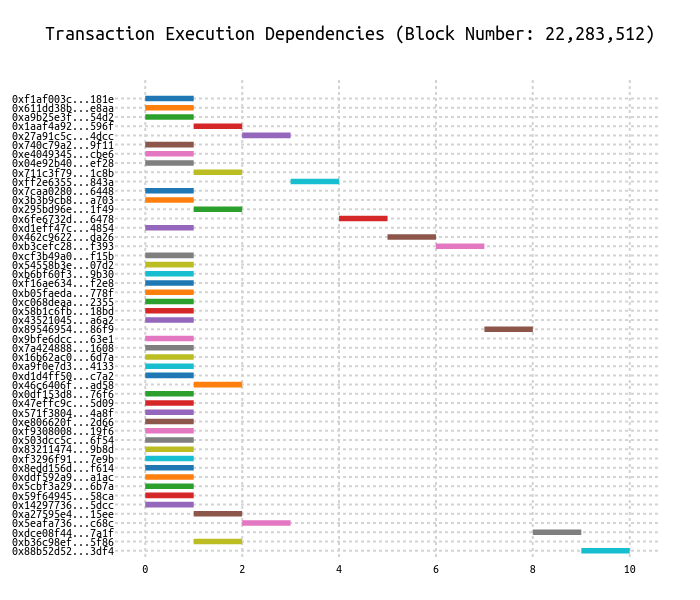 Transaction Execution Dependencies (Block Number: 22,283,512)
0xf1af003c...181e
0x611dd38b...e8aa
0xa9b25e3f...54d2
0x1aaf4a92...596f
0x27a91c5c...4dcc
0x740c79a2...9f11
0xe4049345...cbe6
0x04e92b40...ef28
0x711c3f79...1c8b
0xff2e6355...843a
0x7caa0280...6448
0x3b3b9cb8...a703
0x295bd96e...1f49
0x6fe6732d...6478
0xd1eff47c...4854
0x462c9622...da26
0xb3cefc28...f393
0xcf3b49a0...f15b
0x54558b3e...07d2
0xb6bf60f3...9b30
0xf16ae634...f2e8
0xb05faeda...778f
0xc068deaa...2355
0x58b1c6fb...18bd
0x43521045...a6a2
0x89546954...86f9
0x9bfe6dcc...63e1
0x7a424888...1608
0x16b62ac0...6d7a
0xa9f0e7d3...4133
0xd1d4ff50...c7a2
0x46c6406f...ad58
0x0df153d8...76f6
0x47effc9c...5d09
0x571f3804...4a8f
0xe806620f...2d66
0xf9308008...19f6
0x503dcc5c...6f54
0x83211474...9b8d
0xf3296f91...7e9b
0x8edd156d...f614
0xddf592a9...a1ac
0x5cbf3a29...6b7a
0x59f64945...58ca
0x14297736...5dcc
0xa27595e4...15ee
0x5eafa736...c68c
0xdce08f44...7a1f
0xb36c98ef...5f86
0x88b52d52...3df4
0 2 4 6 8 10